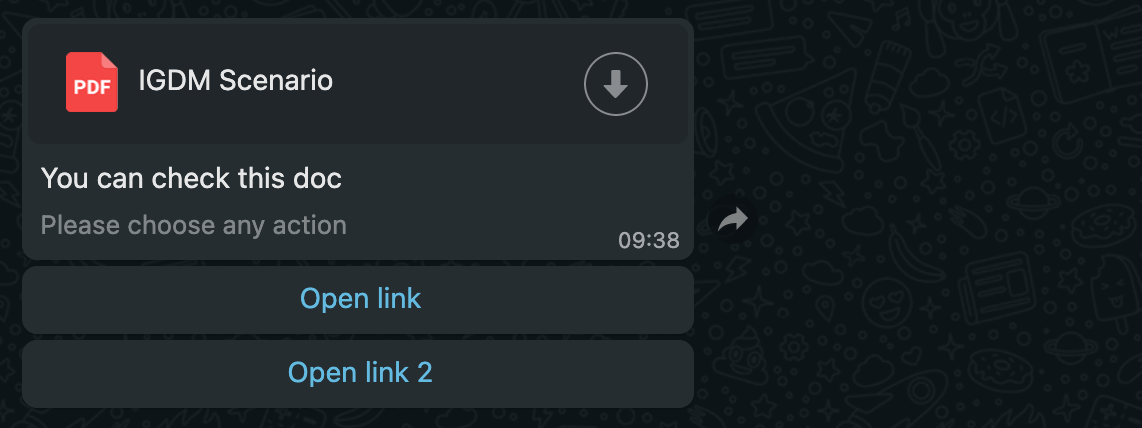 PDF
IGDM Scenario
You can check this doc
Please choose any action
09:38
Open link
Open link 2